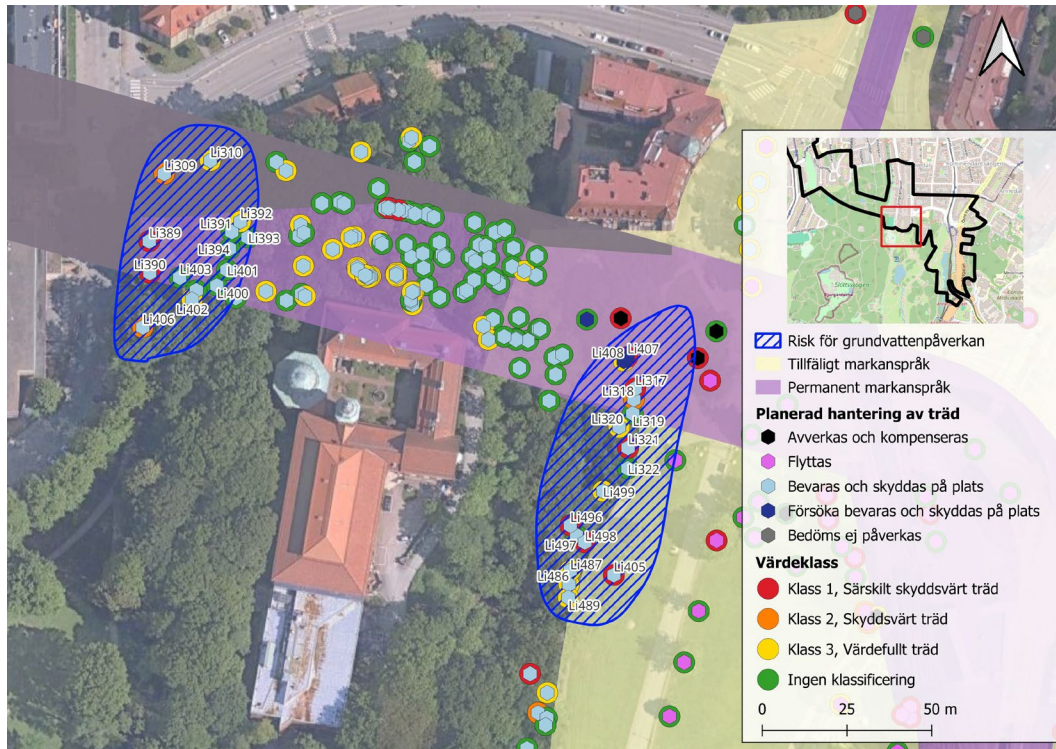 Li310
Li309
Li392
Li391
Li389
Li393
Li394
Li390
Li403
Li401
Li400
Li402
Li406
Li408
Li407
Li317
Li318
Li320
Li319
Li321
Li322
Li499
Li496
Li497
Li498
Li487
Li486
Li405
Li489
Risk för grundvattenpåverkan
Tillfäligt markanspråk
Permanent markanspråk
Planerad hantering av träd
Avverkas och kompenseras
Flyttas
Bevaras och skyddas på plats
Försöka bevaras och skyddas på plats
Bedöms ej påverkas
Värdeklass
Klass 1, Särskilt skyddsvärt träd
Klass 2, Skyddsvärt träd
Klass 3, Värdefullt träd
Ingen klassificering
0 25 50 m